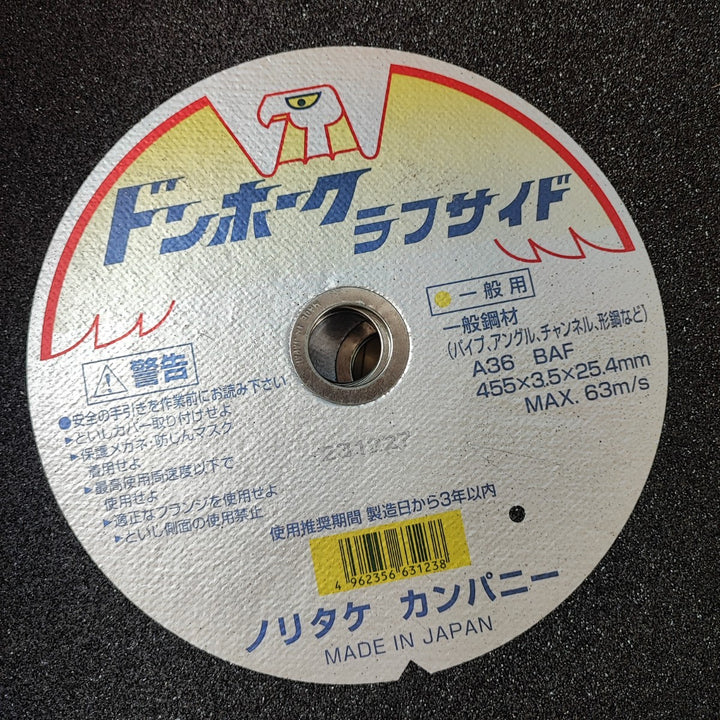 ドンホーク
ラフサイド
一般用
一般鋼材
(パイプ、アングル、チャンネル、形鋼など)
A36 BAF
455×3.5×25.4mm
MAX. 63m/s
警告
●安全の手引きを作業前にお読み下さい
▶といしカバー取り付けせよ
▶保護メガネ・防じんマスク
着用せよ
▶最高使用周速度以下で
使用せよ
▶適正なフランジを使用せよ
▶といし側面の使用禁止
231027
使用推奨期間 製造日から3年以内
4 962356 631238
ノリタケ カンパニー
MADE IN JAPAN